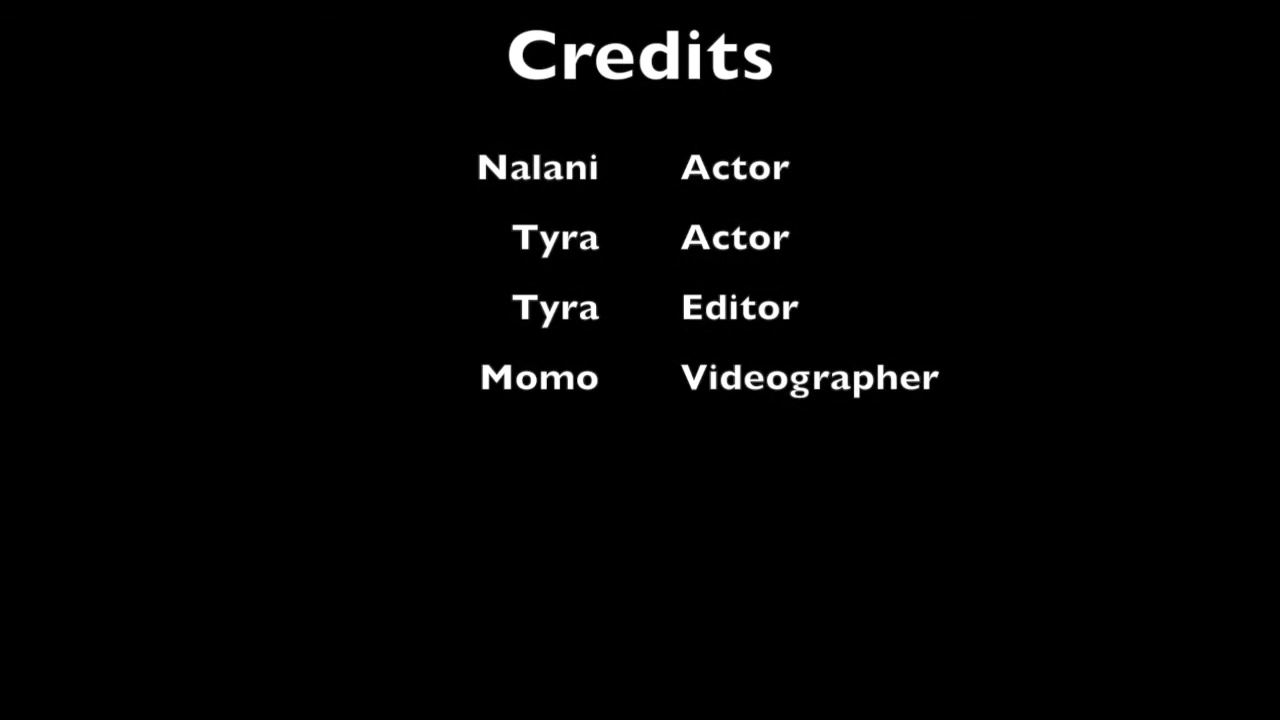 Credits
Nalani Actor
Tyra Actor
Tyra Editor
Momo Videographer